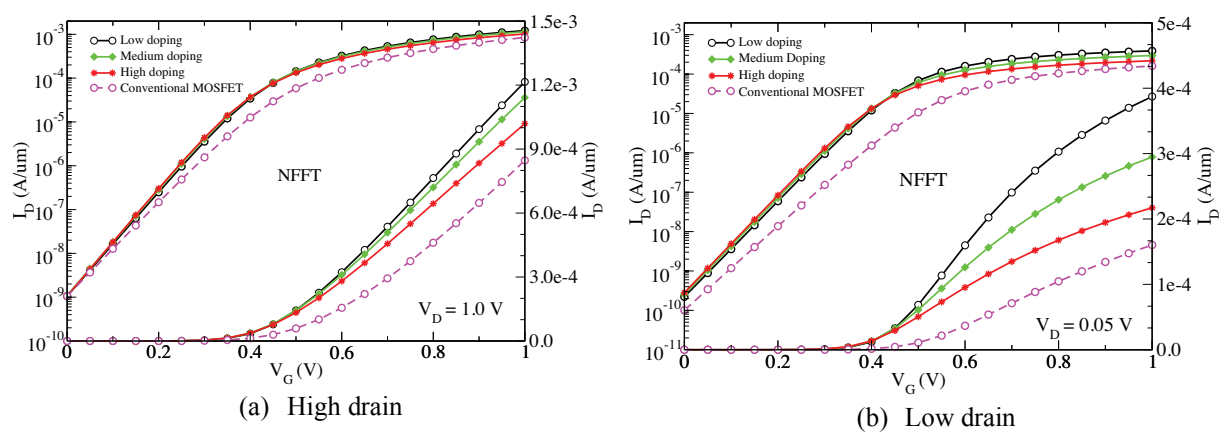 (a)
10^-3
10^-4
10^-5
10^-6
10^-7
10^-8
10^-9
10^-10
I_D (A/um)
Low doping
Medium doping
High doping
Conventional MOSFET
NFFT
V_D = 1.0 V
1.5e-3
1.2e-3
9.0e-4
6.0e-4
3.0e-4
0.0
I_D (A/um)
0 0.2 0.4 0.6 0.8 1
V_G (V)
(a) High drain
(b)
10^-3
10^-4
10^-5
10^-6
10^-7
10^-8
10^-9
10^-10
10^-11
I_D (A/um)
Low doping
Medium Doping
High doping
Conventional MOSFET
NFFT
V_D = 0.05 V
5e-4
4e-4
3e-4
2e-4
1e-4
0.0
I_D (A/um)
0 0.2 0.4 0.6 0.8 1
V_G (V)
(b) Low drain